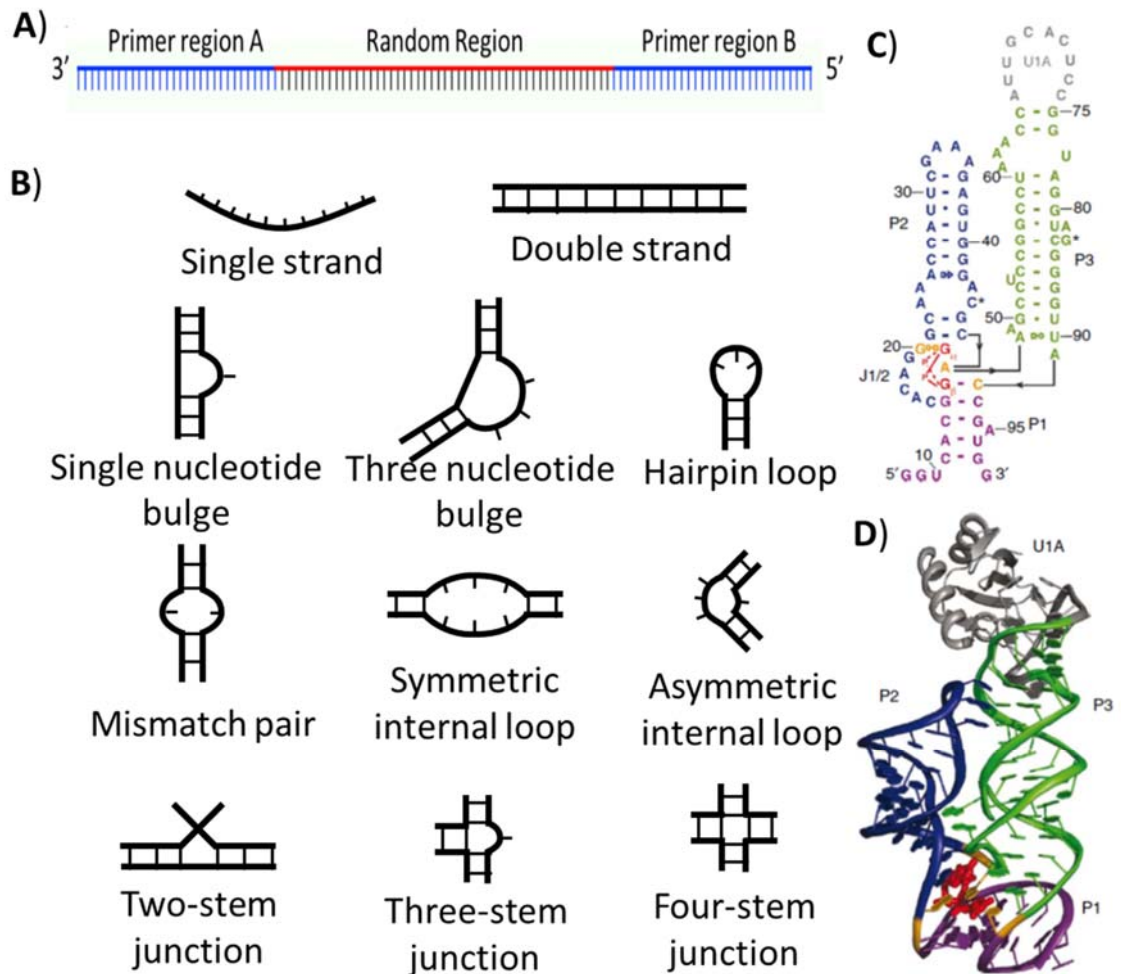 A)
Primer region A
Random Region
Primer region B
3’
5’
B)
Single strand
Double strand
Single nucleotide
bulge
Three nucleotide
bulge
Hairpin loop
Mismatch pair
Symmetric
internal loop
Asymmetric
internal loop
Two-stem
junction
Three-stem
junction
Four-stem
junction
C)
U1A
75
60
30
80
P2
40
P3
50
90
20
J1/2
95 P1
10
5’ G G U
G 3’
D)
U1A
P2
P3
P1